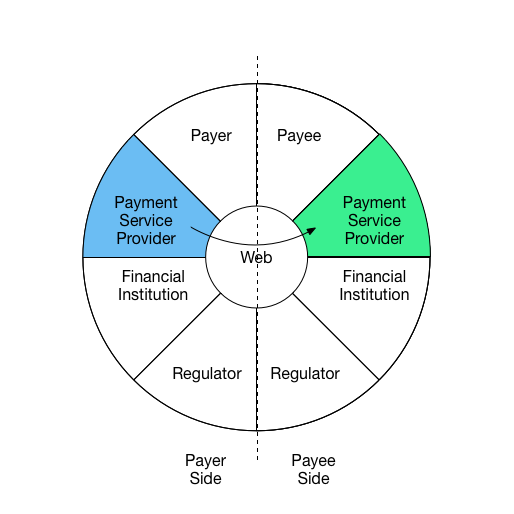 Payer
Payee
Payment
Service
Provider
Payment
Service
Provider
Web
Financial
Institution
Financial
Institution
Regulator
Regulator
Payer
Side
Payee
Side